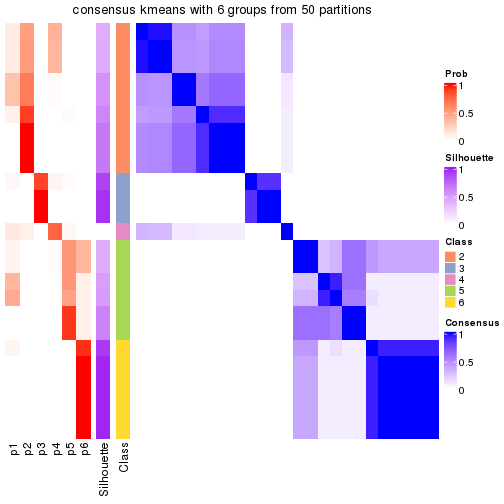 consensus kmeans with 6 groups from 50 partitions
Prob
1
0.5
0
Silhouette
1
0.5
0
Class
2
3
4
5
6
Consensus
1
0.5
0
p1
p2
p3
p4
p5
p6
Silhouette
Class